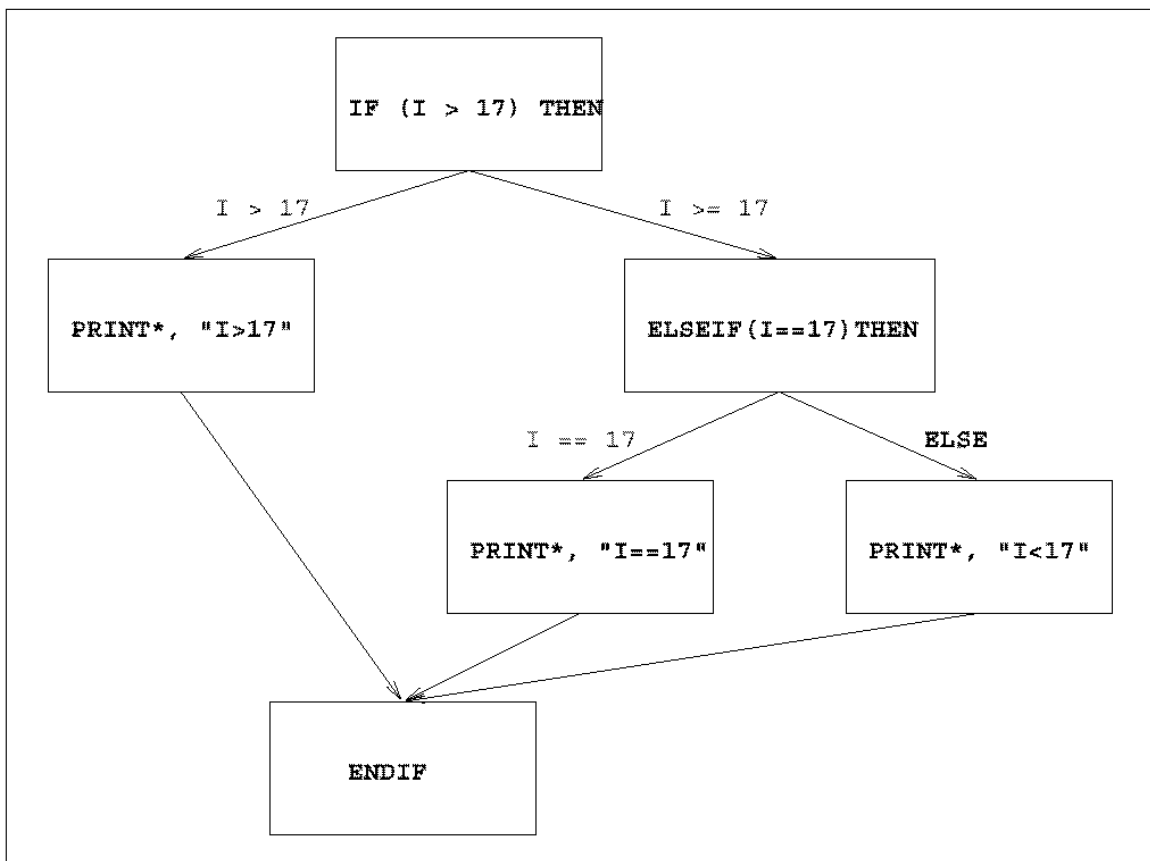 IF (I > 17) THEN
I > 17
I >= 17
PRINT*, "I>17"
ELSEIF(I==17)THEN
I == 17
ELSE
PRINT*, "I==17"
PRINT*, "I<17"
ENDIF